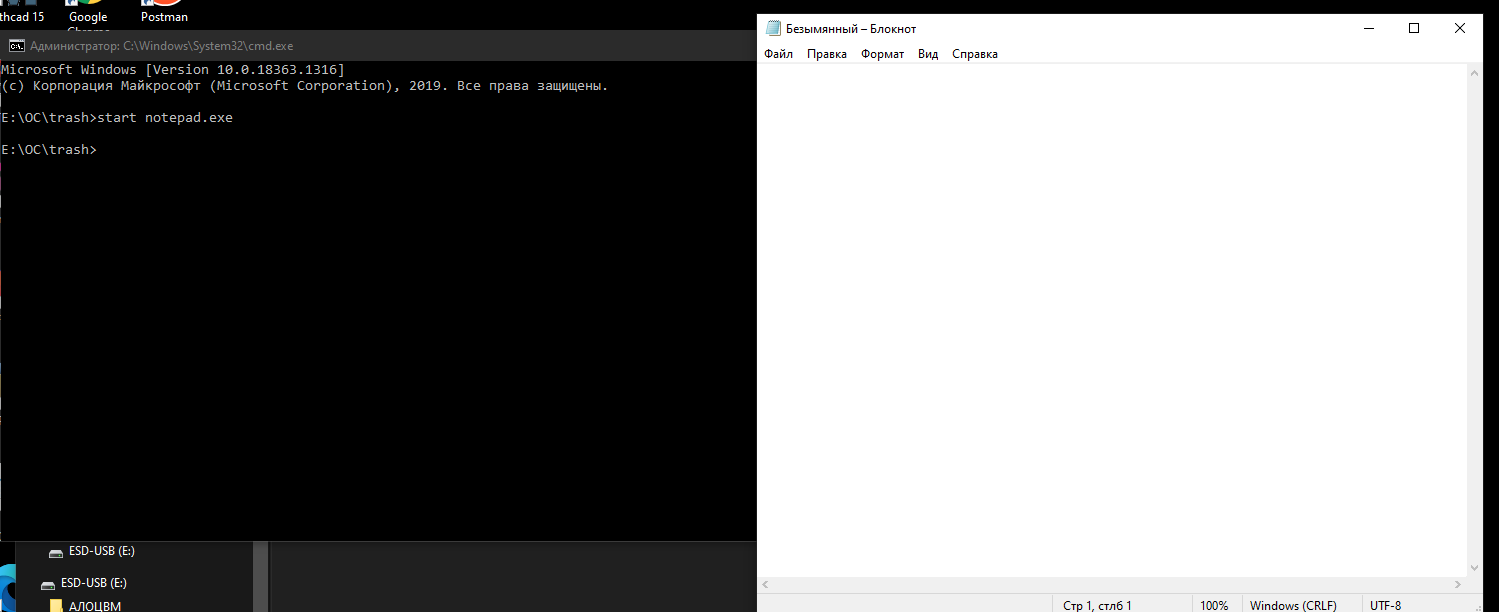 thcad 15
Google
Postman
Администратор: C:\Windows\System32\cmd.exe
Microsoft Windows [Version 10.0.18363.1316]
(c) Корпорация Майкрософт (Microsoft Corporation), 2019. Все права защищены.
E:\OC\trash>start notepad.exe
E:\OC\trash>
ESD-USB (E:)
ESD-USB (E:)
АЛОЦВМ
Безымянный – Блокнот
Файл Правка Формат Вид Справка
Стр 1, стлб 1 100% Windows (CRLF) UTF-8